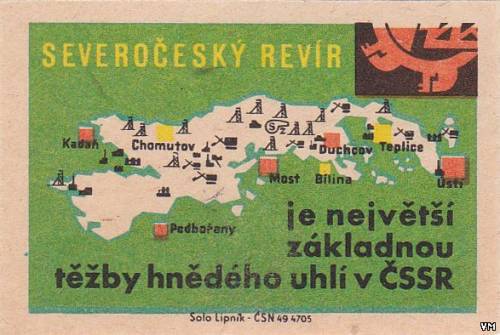 SEVEROČESKÝ REVÍR
Kadaň
Chomutov
Duchcov
Teplice
Most
Bílina
Ústí
Podbořany
je největší
základnou
těžby hnědého uhlí v ČSSR
Solo Lipník - ČSN 49 4705
VM